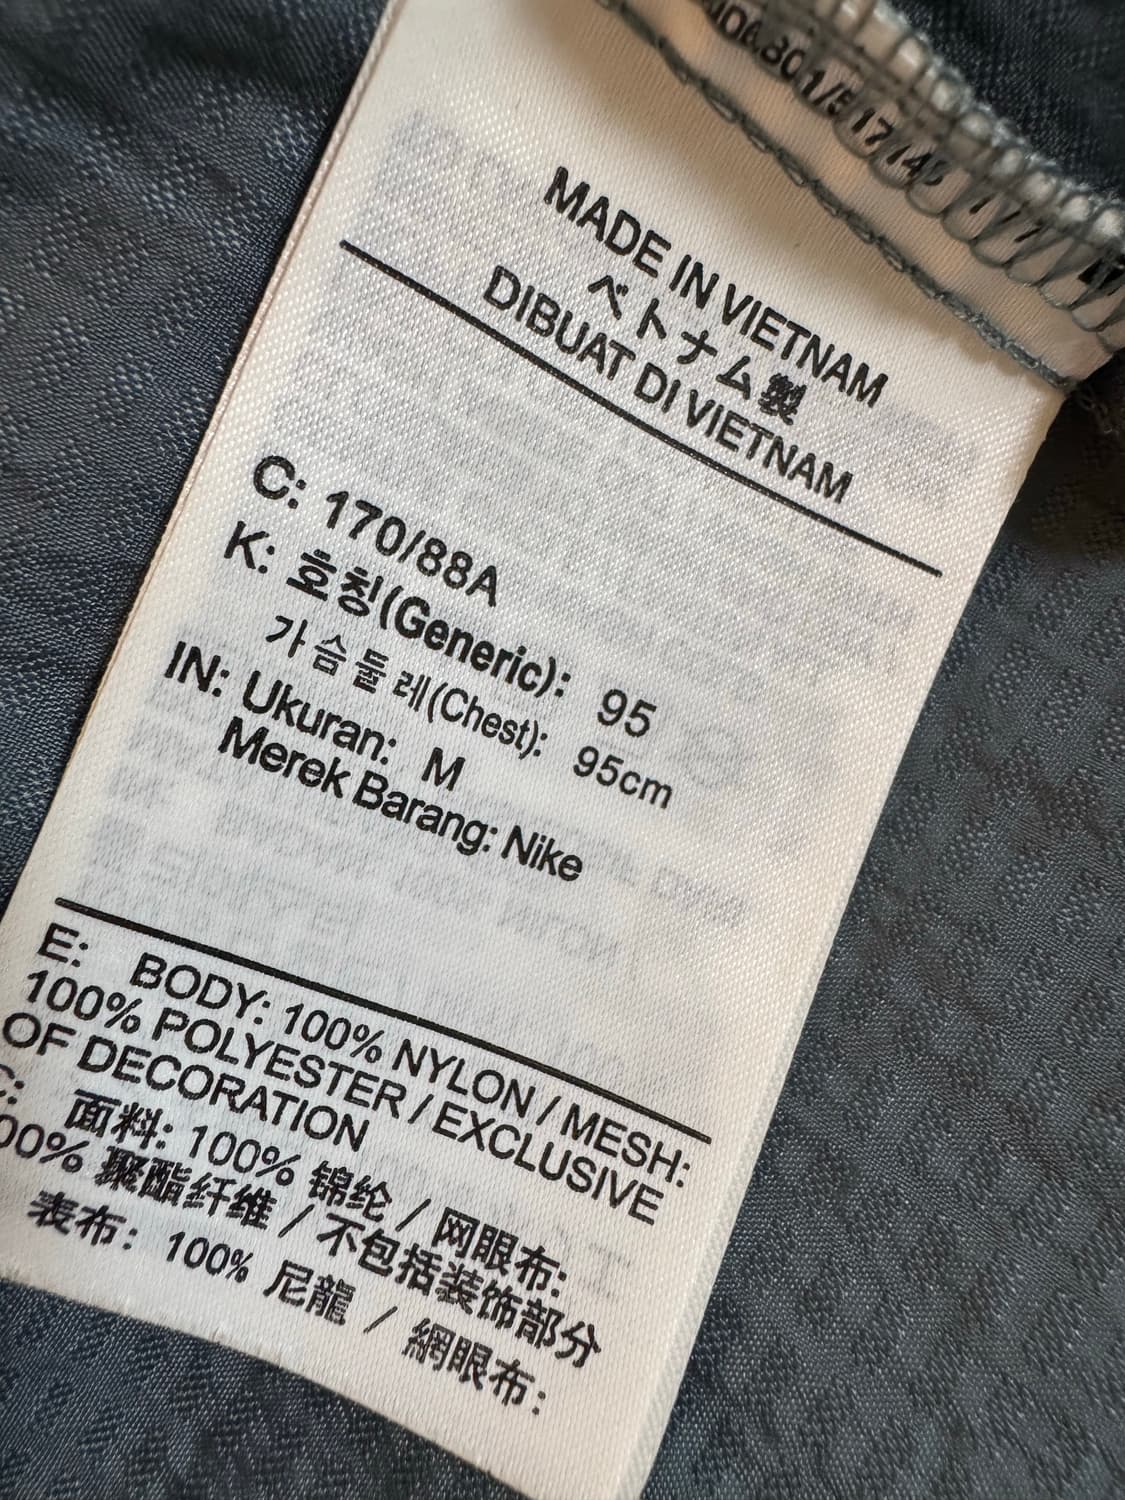 MADE IN VIETNAM
ベトナム製
DIBUAT DI VIETNAM
C: 170/88A
K: 호칭(Generic): 95
가슴둘레(Chest): 95cm
IN: Ukuran: M
Merek Barang: Nike
E: BODY: 100% NYLON / MESH:
100% POLYESTER / EXCLUSIVE
OF DECORATION
C: 面料: 100% 锦纶 / 网眼布:
00% 聚酯纤维 / 不包括装饰部分
表布: 100% 尼龍 / 網眼布: